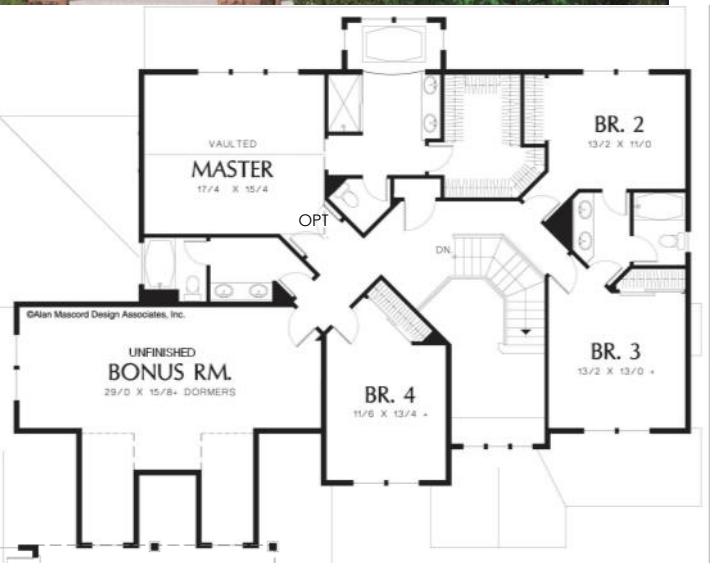 VAULTED
MASTER
17/4 X 15/4
BR. 2
13/2 X 11/0
OPT
DN.
©Alan Mascord Design Associates, Inc.
UNFINISHED
BONUS RM.
29/0 X 15/8+ DORMERS
BR. 4
11/6 X 13/4 +
BR. 3
13/2 X 13/0 +